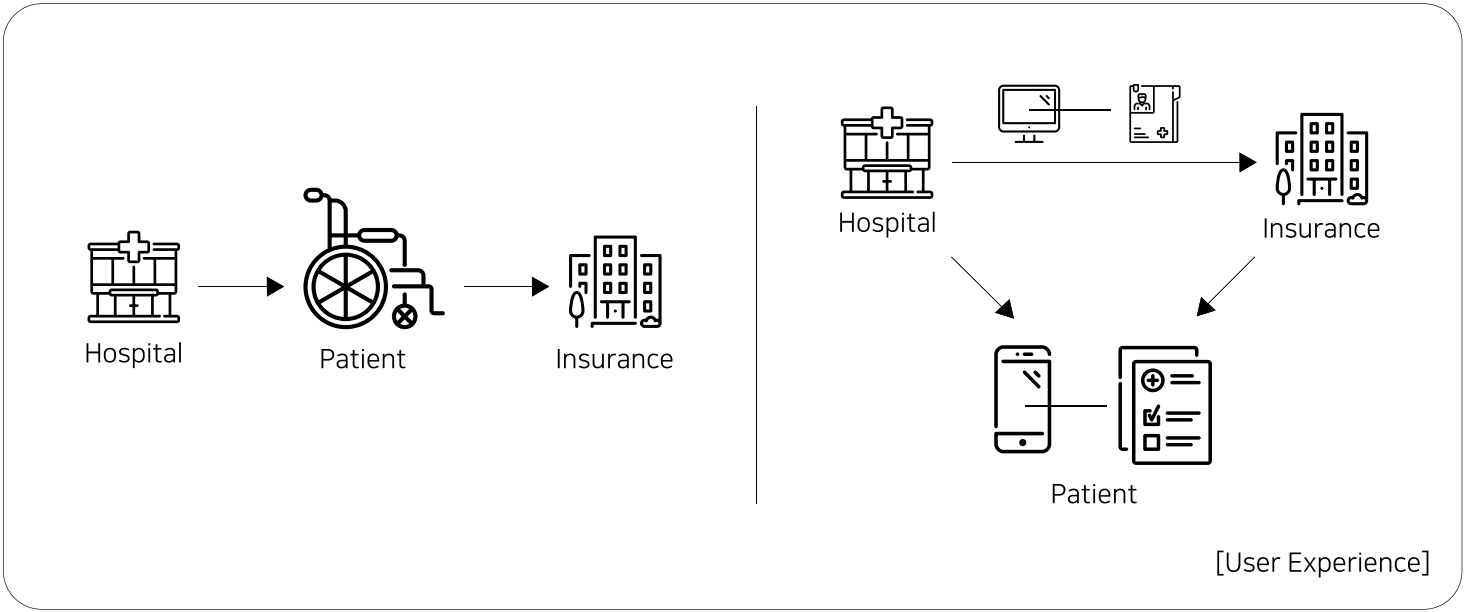 Hospital
Patient
Insurance
Hospital
Insurance
Patient
[User Experience]